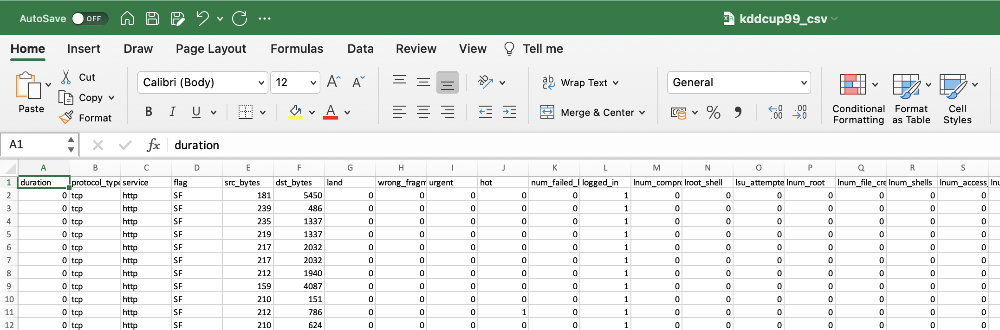 AutoSave OFF kddcup99_csv
Home Insert Draw Page Layout Formulas Data Review View Tell me
Paste Cut Copy Format
Calibri (Body) 12
B I U A
Wrap Text
Merge & Center
General
Conditional Formatting
Format as Table
Cell Styles
A1 fx duration
A B C D E F G H I J K L M N O P Q R S
1 duration protocol_type service flag src_bytes dst_bytes land wrong_fragm urgent hot num_failed_l logged_in lnum_compro lroot_shell lsu_attempte lnum_root lnum_file_cre lnum_shells lnum_access_ lnu
2 0 tcp http SF 181 5450 0 0 0 0 0 1 0 0 0 0 0 0 0
3 0 tcp http SF 239 486 0 0 0 0 0 1 0 0 0 0 0 0 0
4 0 tcp http SF 235 1337 0 0 0 0 0 1 0 0 0 0 0 0 0
5 0 tcp http SF 219 1337 0 0 0 0 0 1 0 0 0 0 0 0 0
6 0 tcp http SF 217 2032 0 0 0 0 0 1 0 0 0 0 0 0 0
7 0 tcp http SF 217 2032 0 0 0 0 0 1 0 0 0 0 0 0 0
8 0 tcp http SF 212 1940 0 0 0 0 0 1 0 0 0 0 0 0 0
9 0 tcp http SF 159 4087 0 0 0 0 0 1 0 0 0 0 0 0 0
10 0 tcp http SF 210 151 0 0 0 0 0 1 0 0 0 0 0 0 0
11 0 tcp http SF 212 786 0 0 0 1 0 1 0 0 0 0 0 0 0
12 0 tcp http SF 210 624 0 0 0 0 0 1 0 0 0 0 0 0 0